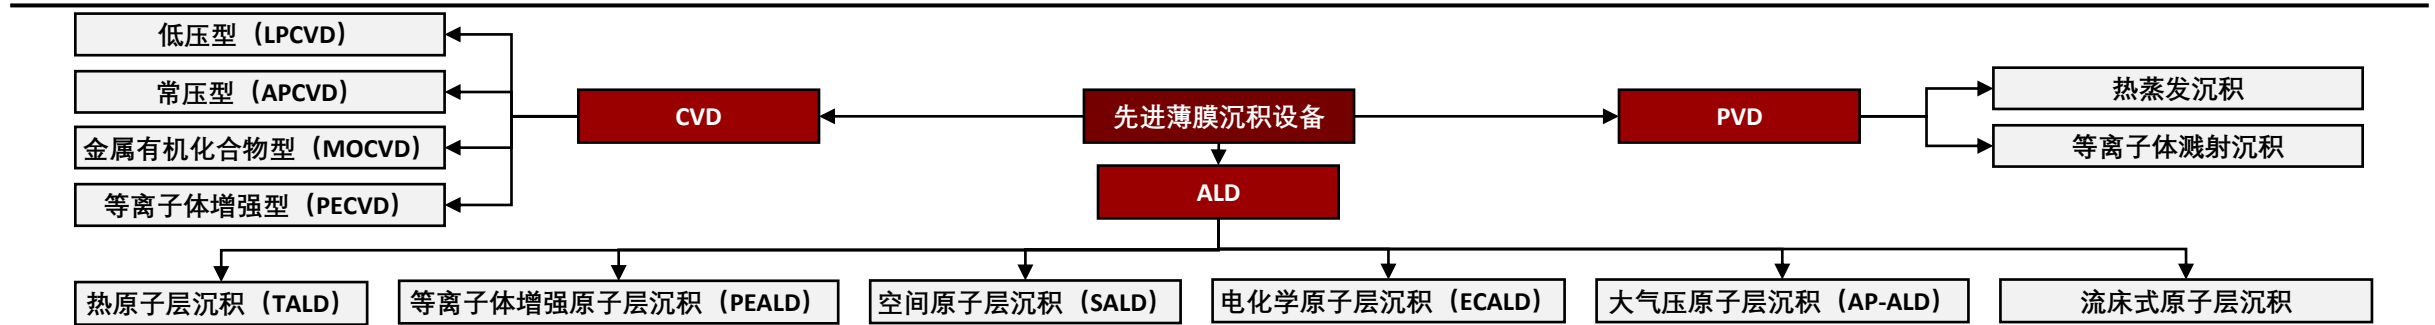 低压型（LPCVD）
常压型（APCVD）
金属有机化合物型（MOCVD）
等离子体增强型（PECVD）
CVD
先进薄膜沉积设备
ALD
PVD
热蒸发沉积
等离子体溅射沉积
热原子层沉积（TALD）
等离子体增强原子层沉积（PEALD）
空间原子层沉积（SALD）
电化学原子层沉积（ECALD）
大气压原子层沉积（AP-ALD）
流床式原子层沉积